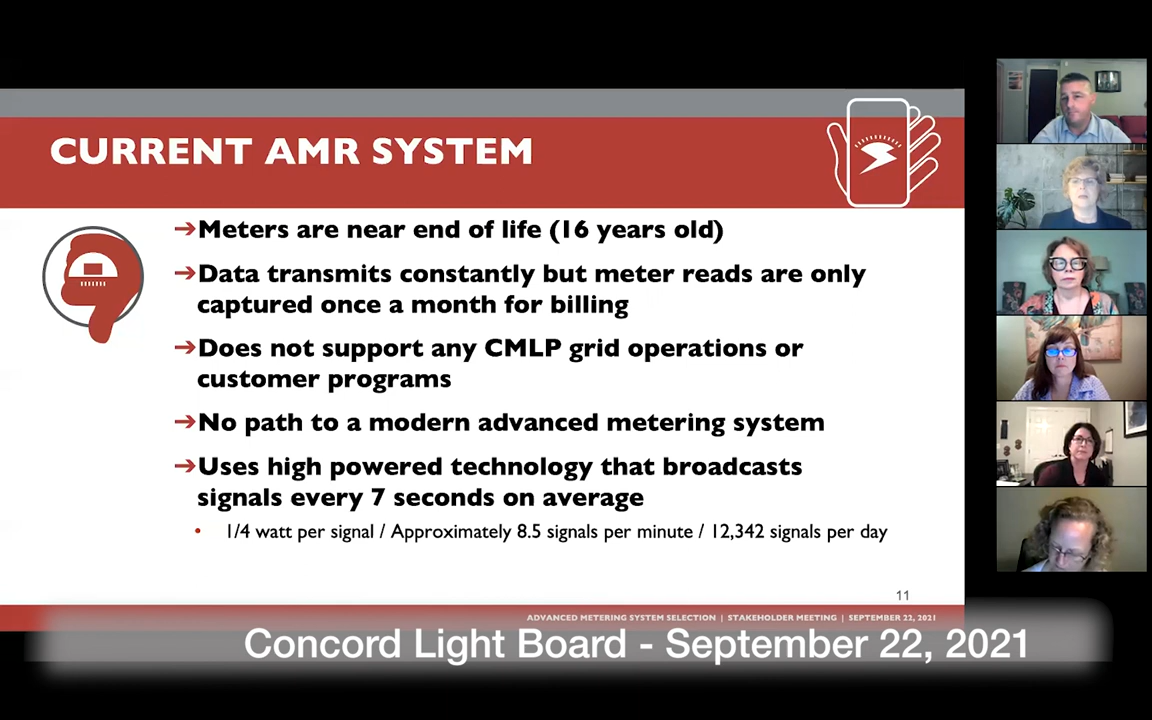 CURRENT AMR SYSTEM
➔Meters are near end of life (16 years old)
➔Data transmits constantly but meter reads are only
captured once a month for billing
➔Does not support any CMLP grid operations or
customer programs
➔No path to a modern advanced metering system
➔Uses high powered technology that broadcasts
signals every 7 seconds on average
• 1/4 watt per signal / Approximately 8.5 signals per minute / 12,342 signals per day
11
ADVANCED METERING SYSTEM SELECTION | STAKEHOLDER MEETING | SEPTEMBER 22, 2021
Concord Light Board - September 22, 2021